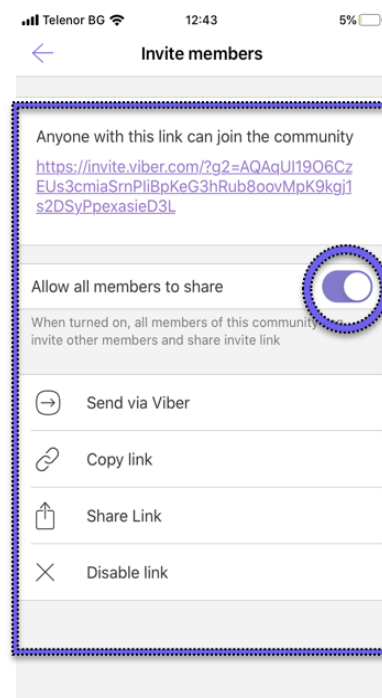 Telenor BG 12:43 5%
Invite members
Anyone with this link can join the community
https://invite.viber.com/?g2=AQAqUI19O6Cz
EUs3cmiaSrnPIiBpKeG3hRub8oovMpK9kgj1
s2DSyPpexasieD3L
Allow all members to share
When turned on, all members of this community
invite other members and share invite link
Send via Viber
Copy link
Share Link
Disable link